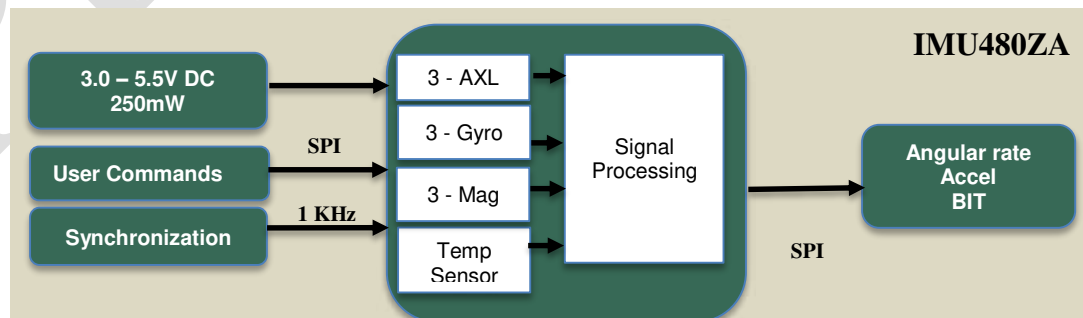 IMU480ZA
3.0 – 5.5V DC
250mW
SPI
User Commands
1 KHz
Synchronization
3 - AXL
3 - Gyro
3 - Mag
Temp
Sensor
Signal
Processing
SPI
Angular rate
Accel
BIT